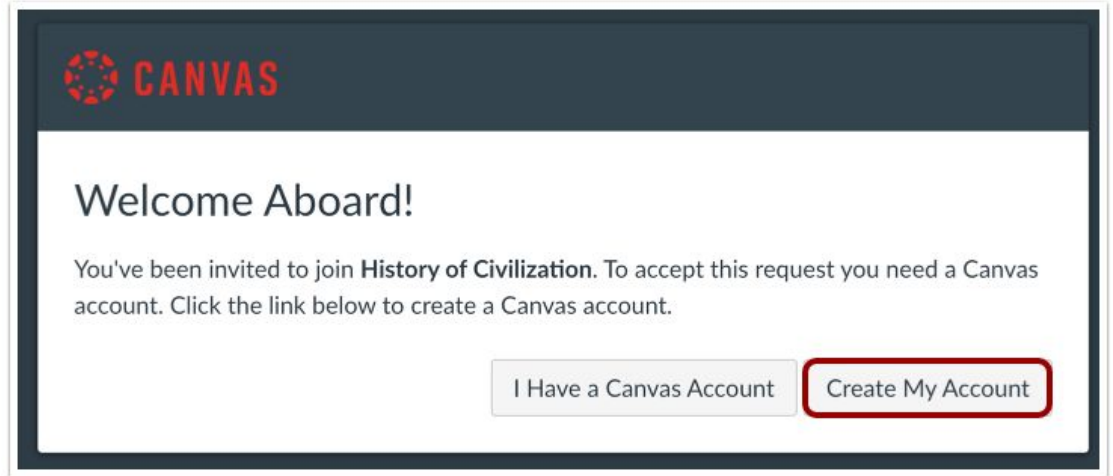 CANVAS
Welcome Aboard!
You've been invited to join History of Civilization. To accept this request you need a Canvas
account. Click the link below to create a Canvas account.
I Have a Canvas Account Create My Account